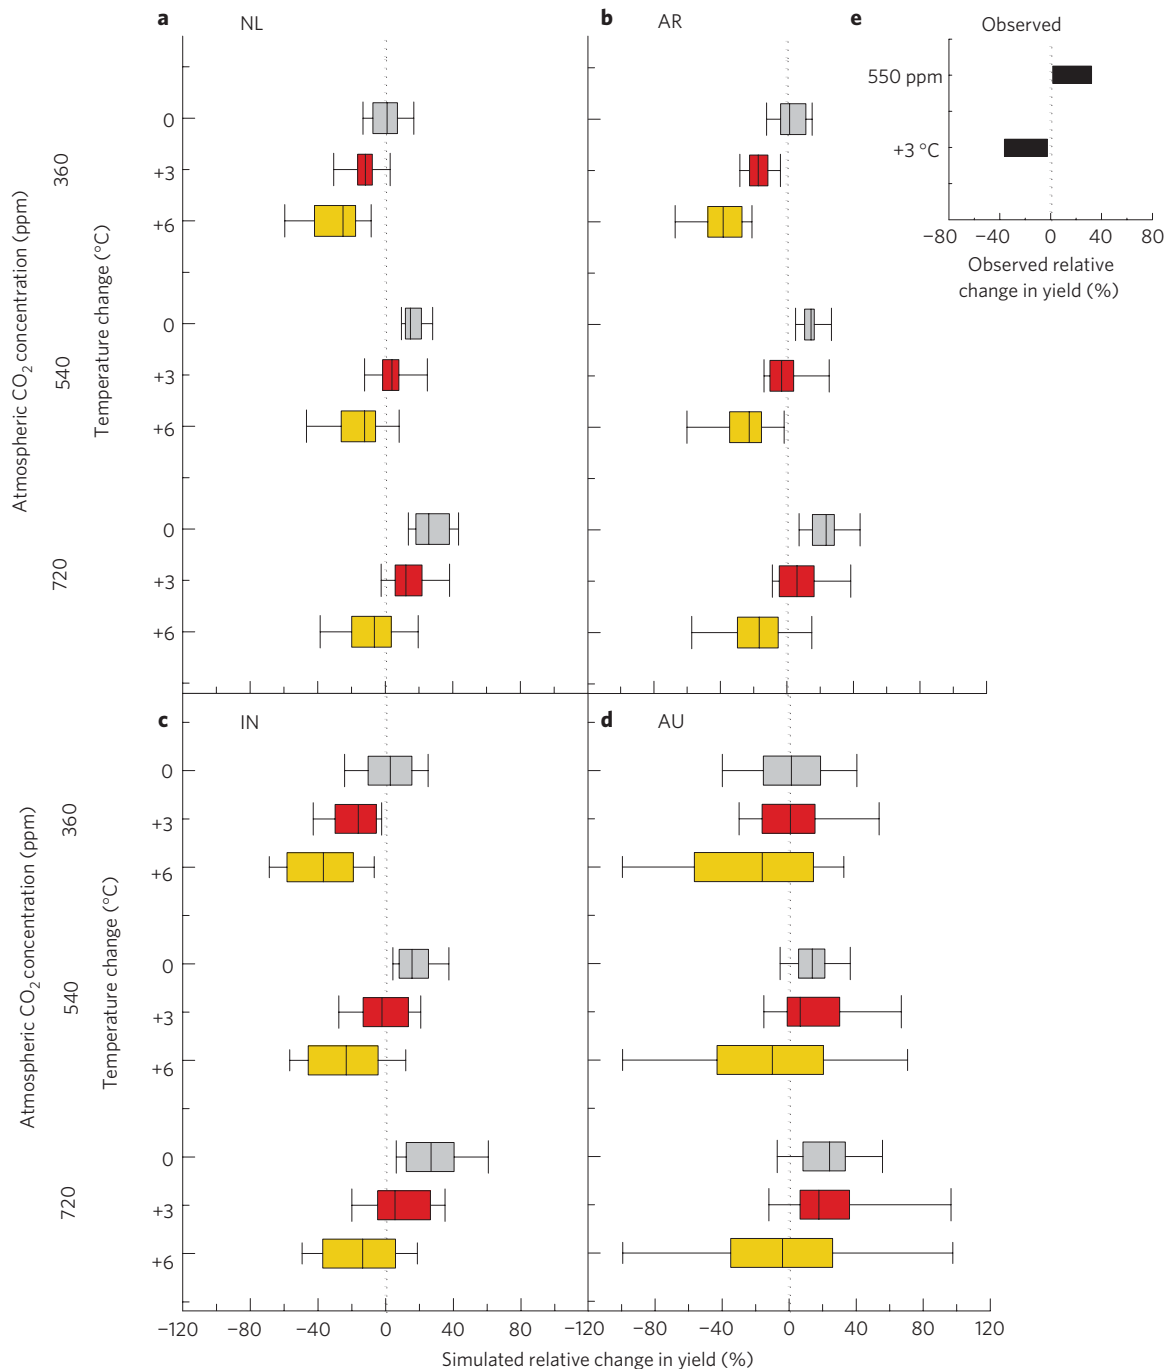 a NL
b AR
e Observed
Atmospheric CO2 concentration (ppm)
Temperature change (°C)
360
0
+3
+6
540
0
+3
+6
720
0
+3
+6
550 ppm
+3 °C
−80 −40 0 40 80
Observed relative
change in yield (%)
c IN
d AU
Atmospheric CO2 concentration (ppm)
Temperature change (°C)
360
0
+3
+6
540
0
+3
+6
720
0
+3
+6
−120 −40 0 40 80 −120 −40 0 40 80 120
Simulated relative change in yield (%)